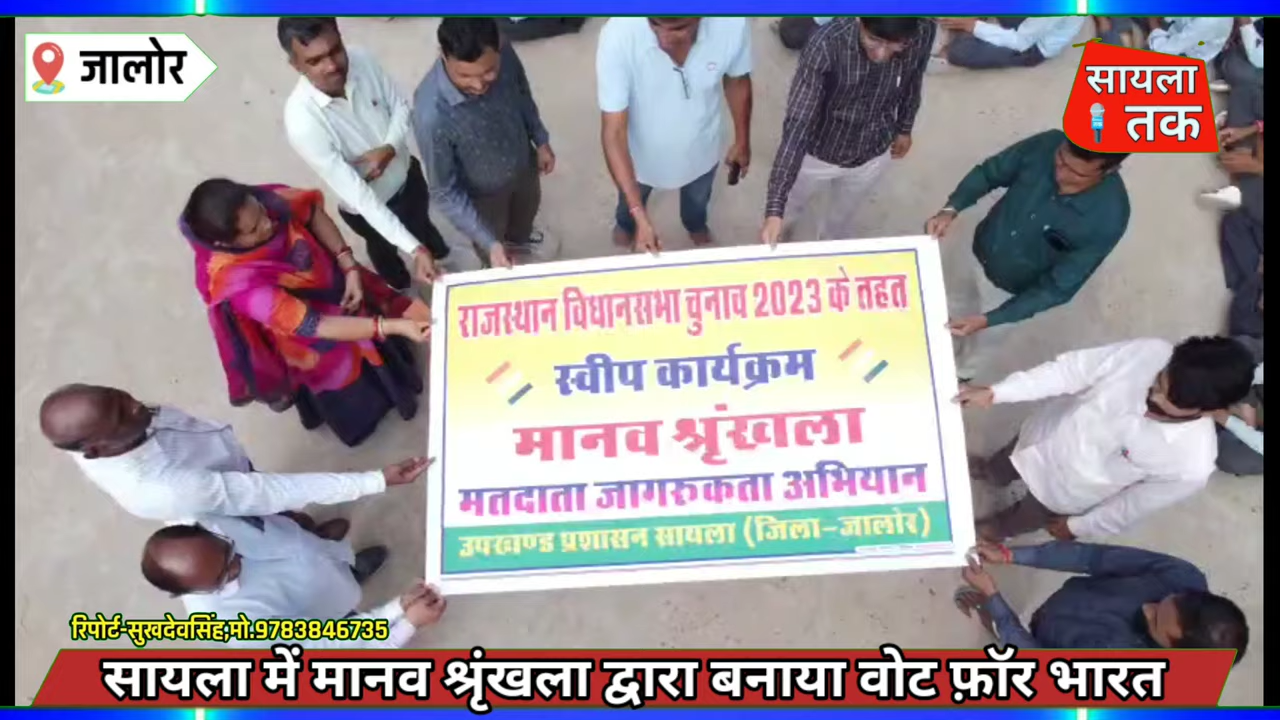 जालोर
सायला
तक
राजस्थान विधानसभा चुनाव 2023 के तहत
स्वीप कार्यक्रम
मानव श्रृंखला
मतदाता जागरुकता अभियान
उपखण्ड प्रशासन सायला (जिला-जालोर)
रिपोर्ट-सुखदेवसिंह,मो.9783846735
सायला में मानव श्रृंखला द्वारा बनाया वोट फ़ॉर भारत